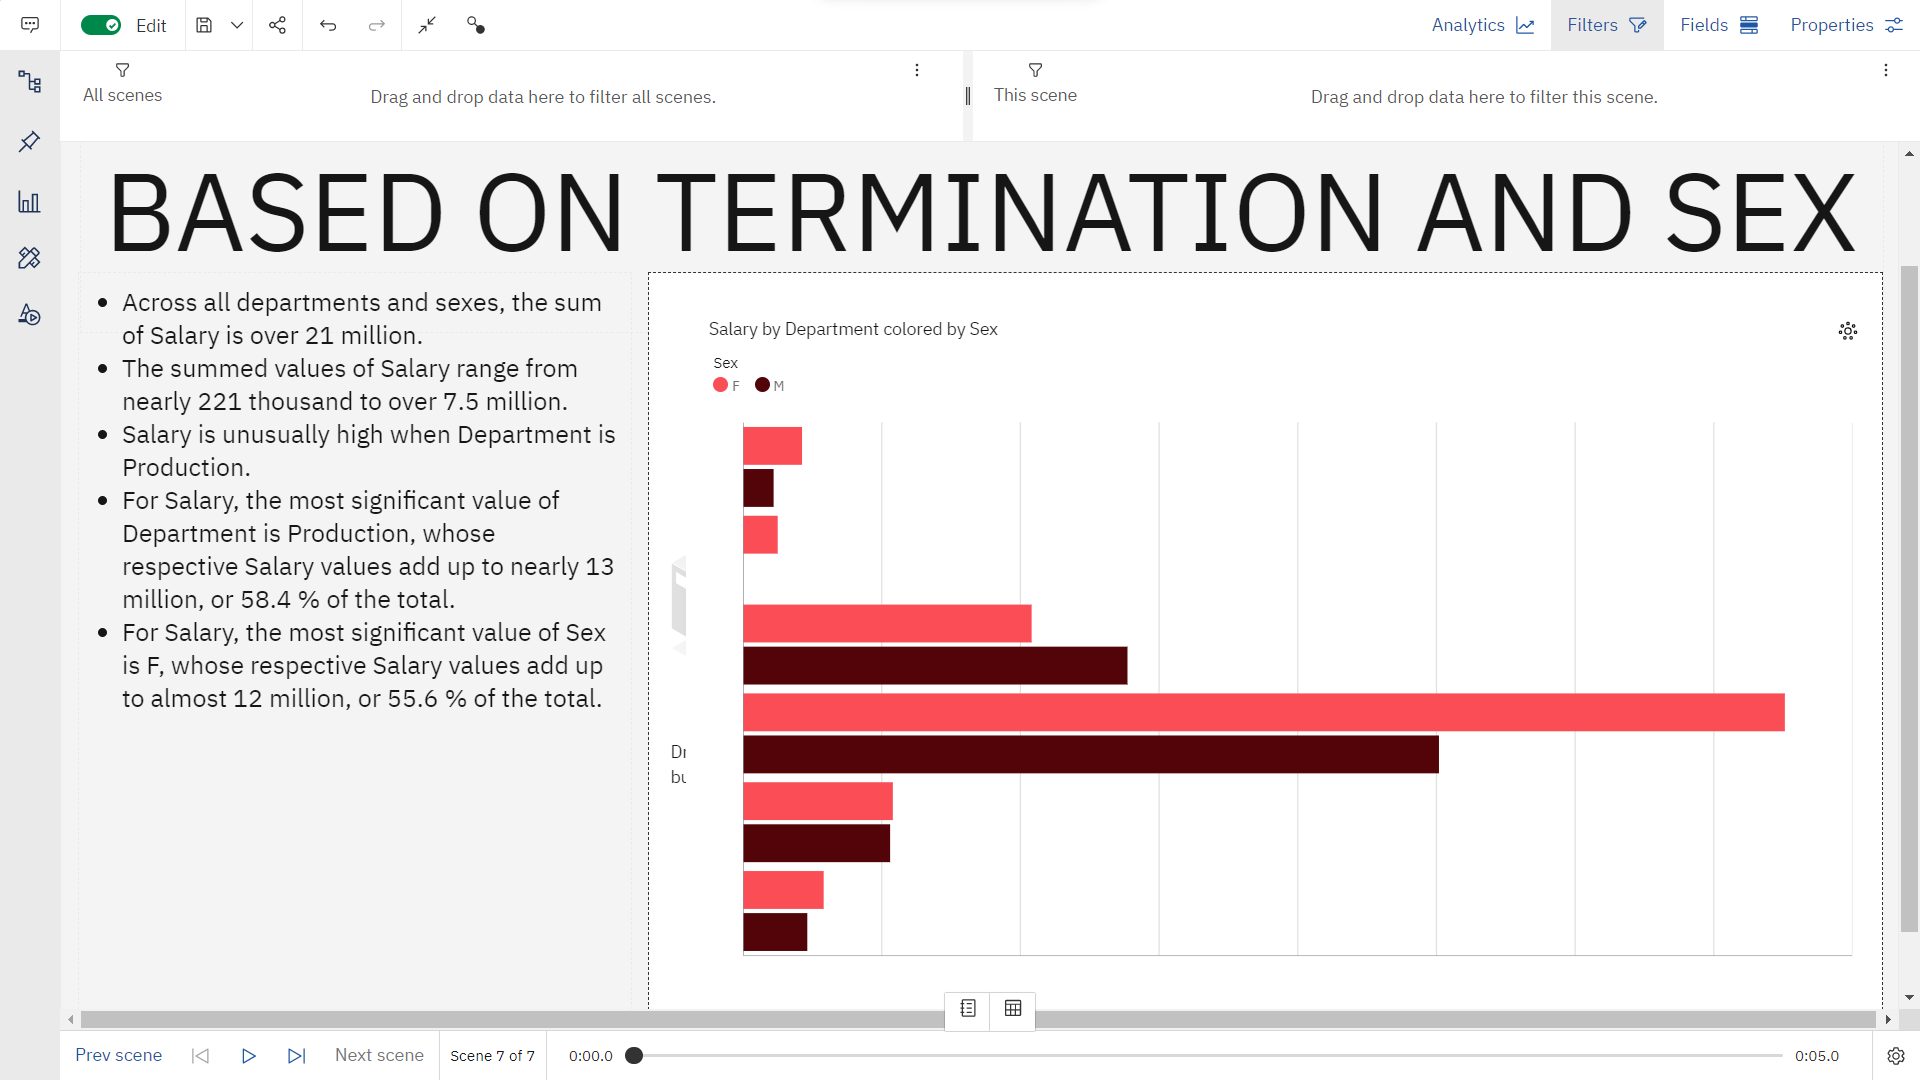 Edit
Analytics
Filters
Fields
Properties
All scenes
Drag and drop data here to filter all scenes.
This scene
Drag and drop data here to filter this scene.
BASED ON TERMINATION AND SEX
Across all departments and sexes, the sum
of Salary is over 21 million.
The summed values of Salary range from
nearly 221 thousand to over 7.5 million.
Salary is unusually high when Department is
Production.
For Salary, the most significant value of
Department is Production, whose
respective Salary values add up to nearly 13
million, or 58.4 % of the total.
For Salary, the most significant value of Sex
is F, whose respective Salary values add up
to almost 12 million, or 55.6 % of the total.
Salary by Department colored by Sex
Sex
F M
Prev scene
Next scene
Scene 7 of 7
0:00.0
0:05.0